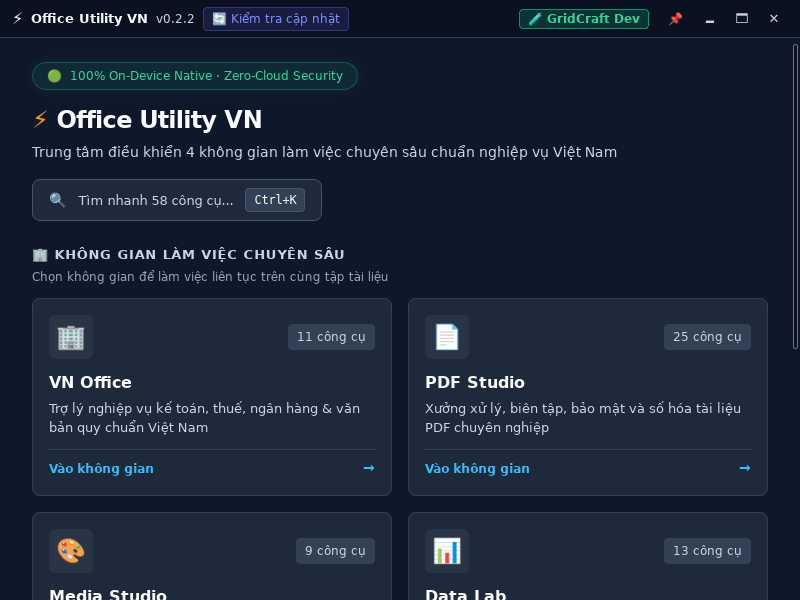 ⚡ Office Utility VN v0.2.2 🔄 Kiểm tra cập nhật 🧪 GridCraft Dev
100% On-Device Native · Zero-Cloud Security
⚡ Office Utility VN
Trung tâm điều khiển 4 không gian làm việc chuyên sâu chuẩn nghiệp vụ Việt Nam
🔍 Tìm nhanh 58 công cụ... Ctrl+K
🏢 KHÔNG GIAN LÀM VIỆC CHUYÊN SÂU
Chọn không gian để làm việc liên tục trên cùng tập tài liệu
11 công cụ
VN Office
Trợ lý nghiệp vụ kế toán, thuế, ngân hàng & văn
bản quy chuẩn Việt Nam
Vào không gian →
25 công cụ
PDF Studio
Xưởng xử lý, biên tập, bảo mật và số hóa tài liệu
PDF chuyên nghiệp
Vào không gian →
9 công cụ
Media Studio
13 công cụ
Data Lab